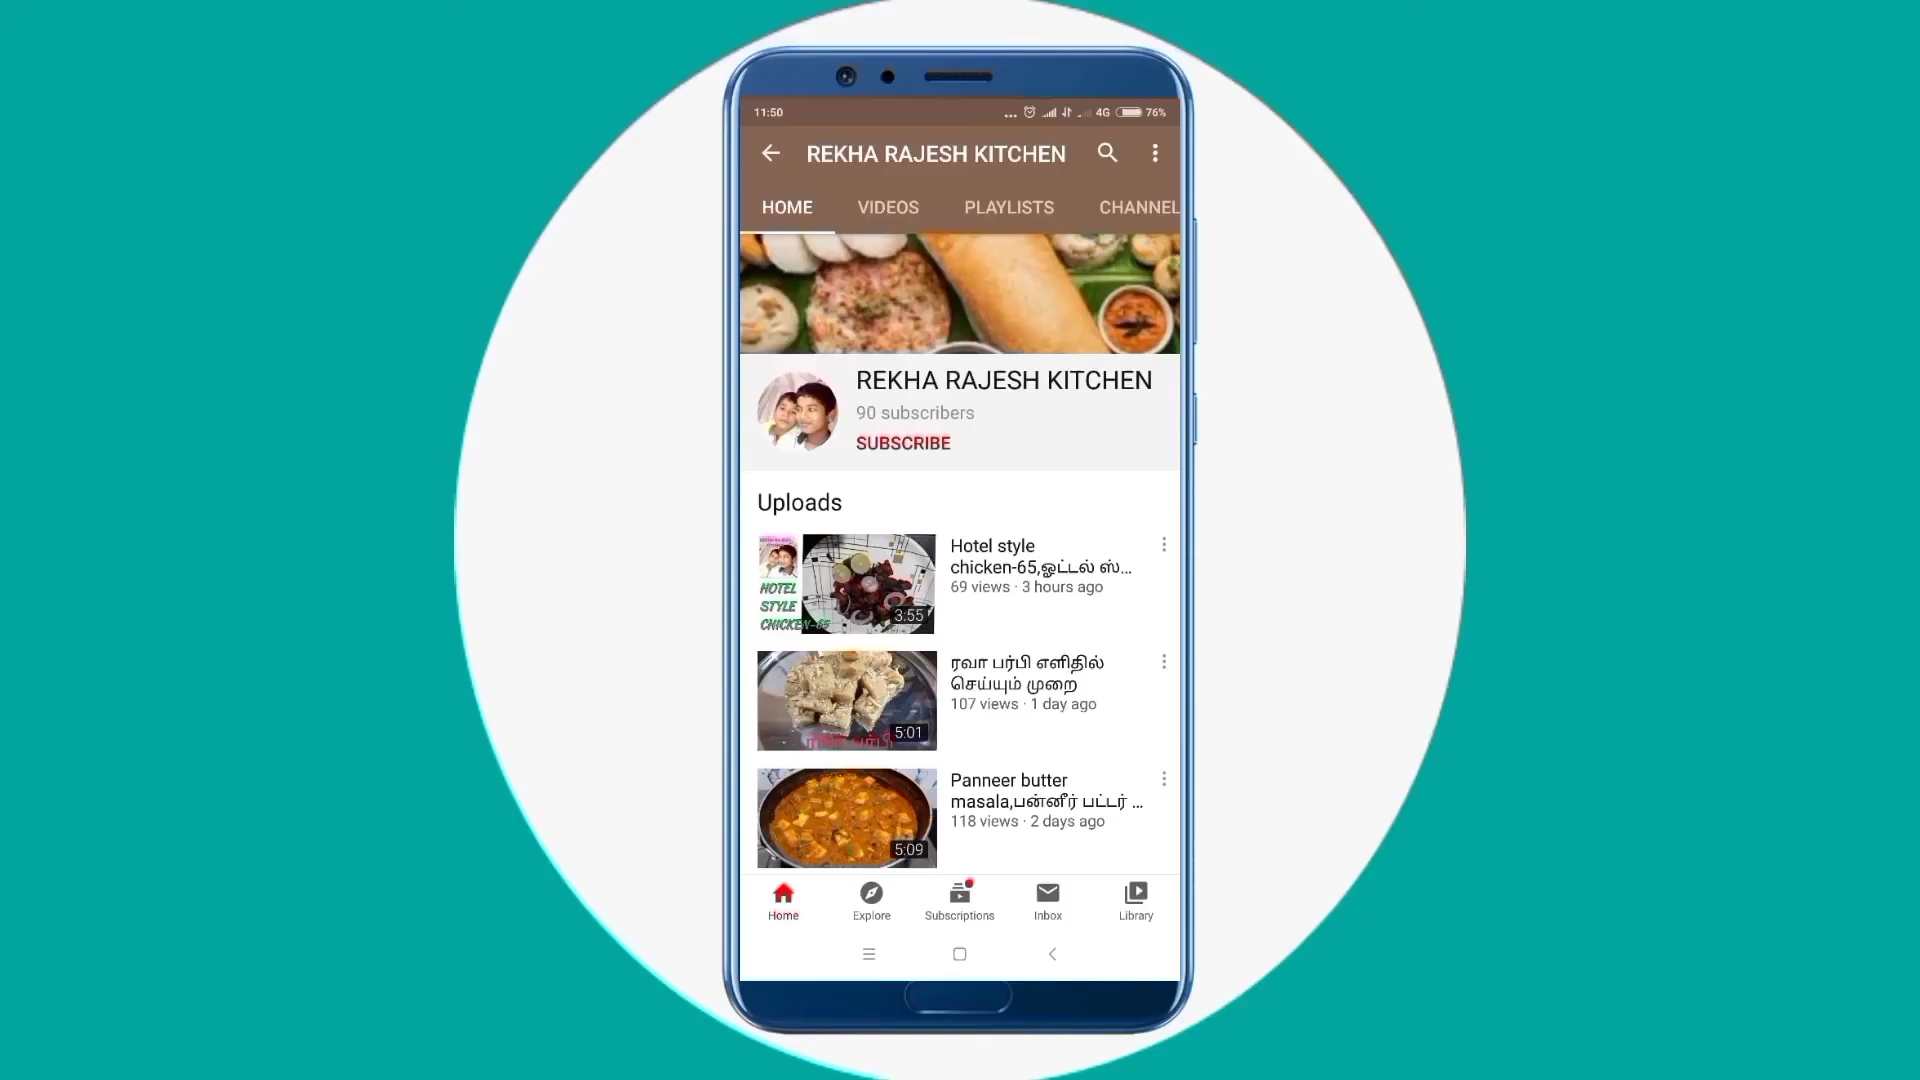 11:50
4G 76%
REKHA RAJESH KITCHEN
HOME VIDEOS PLAYLISTS CHANNEL
REKHA RAJESH KITCHEN
90 subscribers
SUBSCRIBE
Uploads
HOTEL
STYLE
CHICKEN-65
3:55
Hotel style
chicken-65,ஓட்டல் ஸ்...
69 views · 3 hours ago
5:01
ரவா பர்பி எளிதில்
செய்யும் முறை
107 views · 1 day ago
5:09
Panneer butter
masala,பன்னீர் பட்டர் ...
118 views · 2 days ago
Home Explore Subscriptions Inbox Library